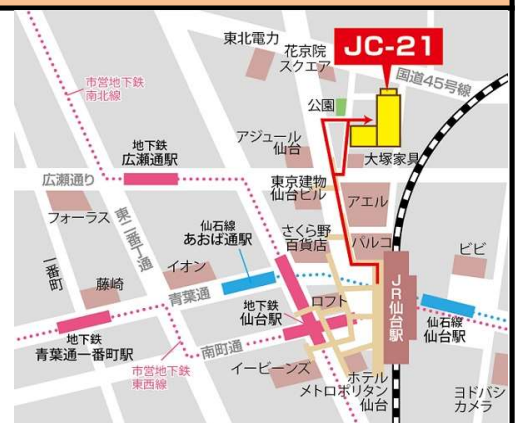 東北電力
花京院
スクエア
JC-21
国道45号線
市営地下鉄
南北線
公園
アジュール
仙台
大塚家具
地下鉄
広瀬通駅
広瀬通り
東京建物
仙台ビル
アエル
フォーラス
東二番丁通
仙石線
あおば通駅
さくら野
百貨店
パルコ
ビビ
一番町
藤崎
イオン
青葉通
JR仙台駅
ロフト
地下鉄
仙台駅
仙石線
仙台駅
地下鉄
青葉通一番町駅
南町通
市営地下鉄
東西線
イービーンズ
ホテル
メトロポリタン
仙台
ヨドバシ
カメラ